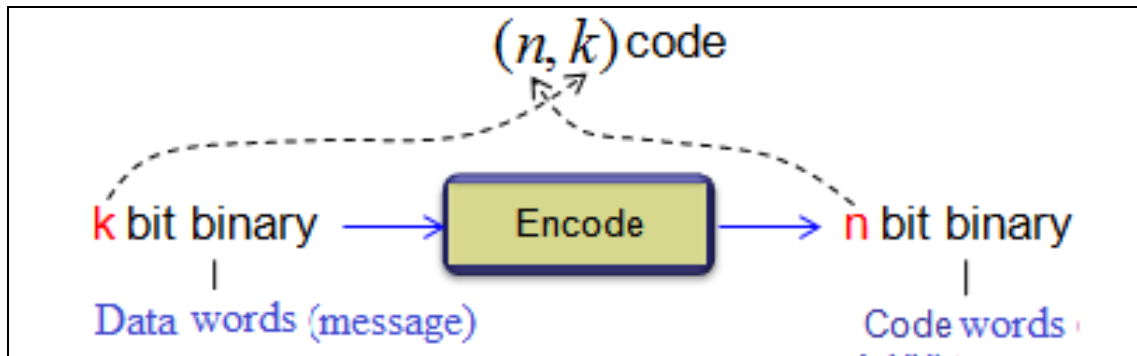 (n, k) code
k bit binary Encode n bit binary
Data words (message) Code words